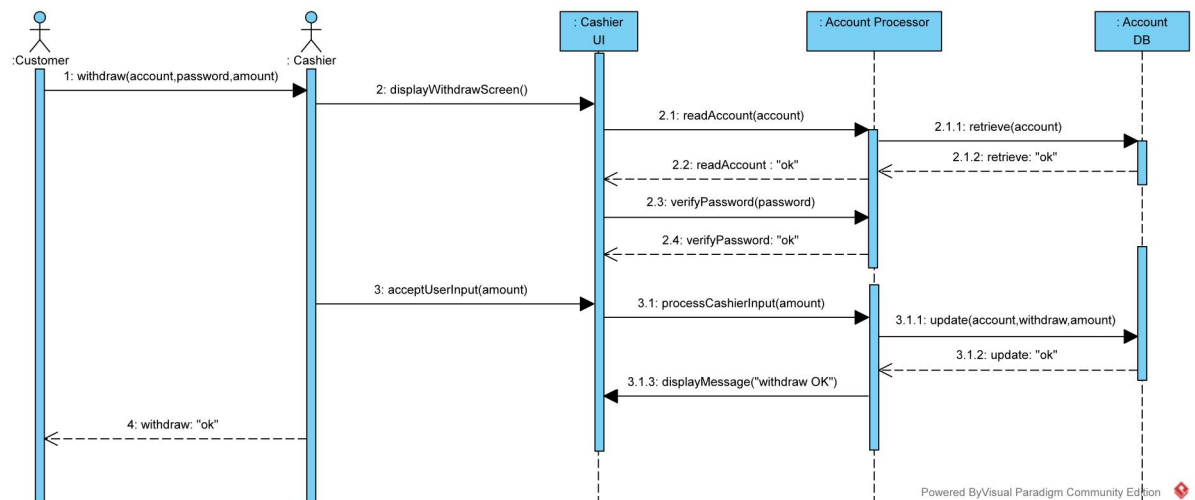 : Cashier
UI
: Account Processor
: Account
DB
:Customer
: Cashier
1: withdraw(account,password,amount)
2: displayWithdrawScreen()
2.1: readAccount(account)
2.1.1: retrieve(account)
2.1.2: retrieve: "ok"
2.2: readAccount : "ok"
2.3: verifyPassword(password)
2.4: verifyPassword: "ok"
3: acceptUserInput(amount)
3.1: processCashierInput(amount)
3.1.1: update(account,withdraw,amount)
3.1.2: update: "ok"
3.1.3: displayMessage("withdraw OK")
4: withdraw: "ok"
Powered ByVisual Paradigm Community Edition